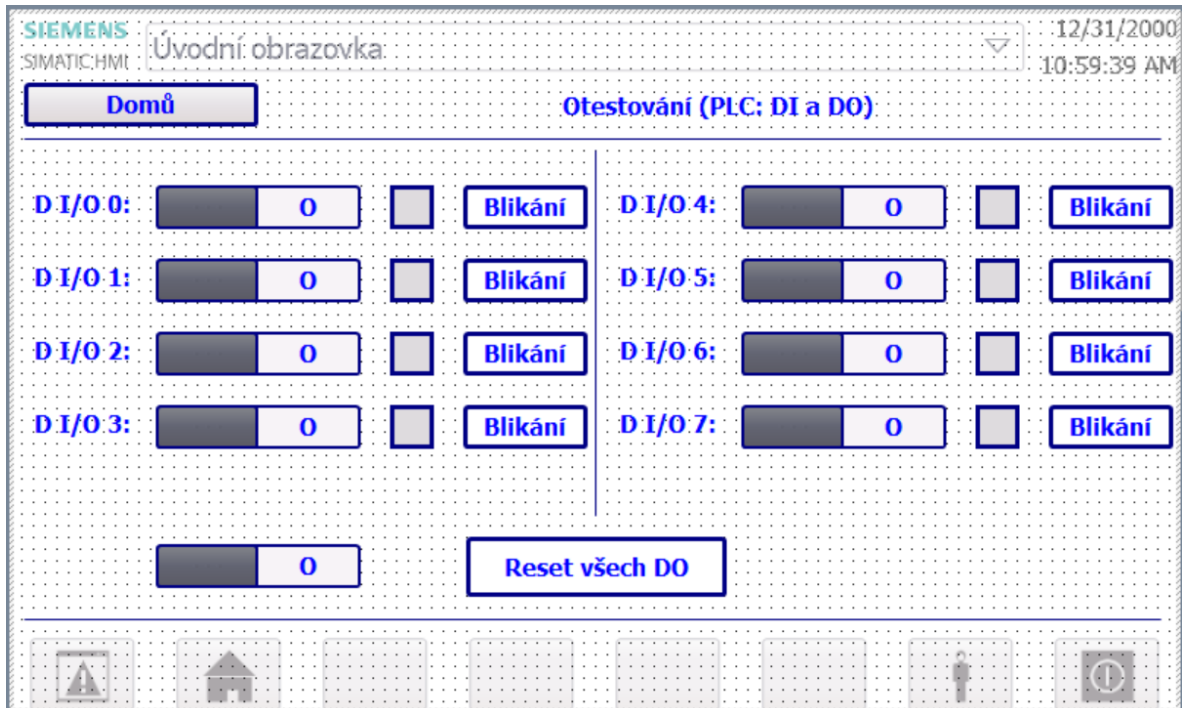 SIEMENS
SIMATIC HMI
Úvodní obrazovka
12/31/2000
10:59:39 AM
Domů
Otestování (PLC: DI a DO)
D I/O 0: 0 Blikání
D I/O 4: 0 Blikání
D I/O 1: 0 Blikání
D I/O 5: 0 Blikání
D I/O 2: 0 Blikání
D I/O 6: 0 Blikání
D I/O 3: 0 Blikání
D I/O 7: 0 Blikání
0
Reset všech DO